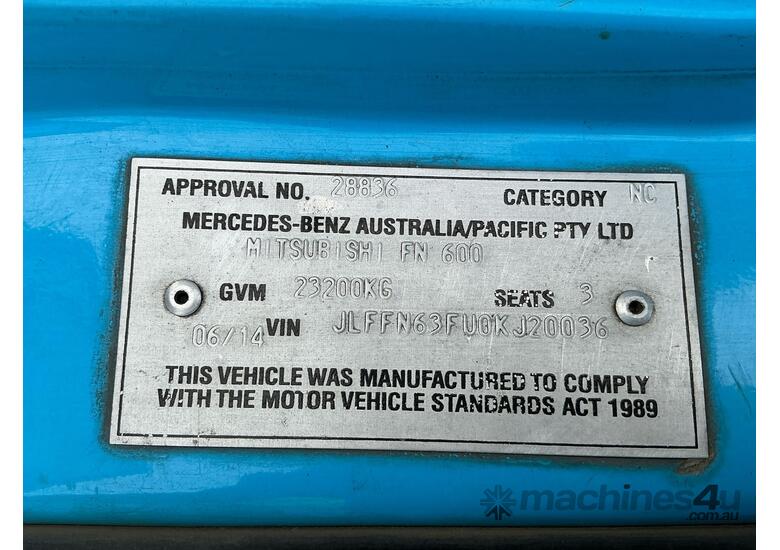 APPROVAL NO. 28836 CATEGORY NC
MERCEDES-BENZ AUSTRALIA/PACIFIC PTY LTD
MITSUBISHI FN 600
GVM 23200KG SEATS 3
06/14 VIN JLFFN63FU0KJ20036
THIS VEHICLE WAS MANUFACTURED TO COMPLY
WITH THE MOTOR VEHICLE STANDARDS ACT 1989
machines4u
.com.au